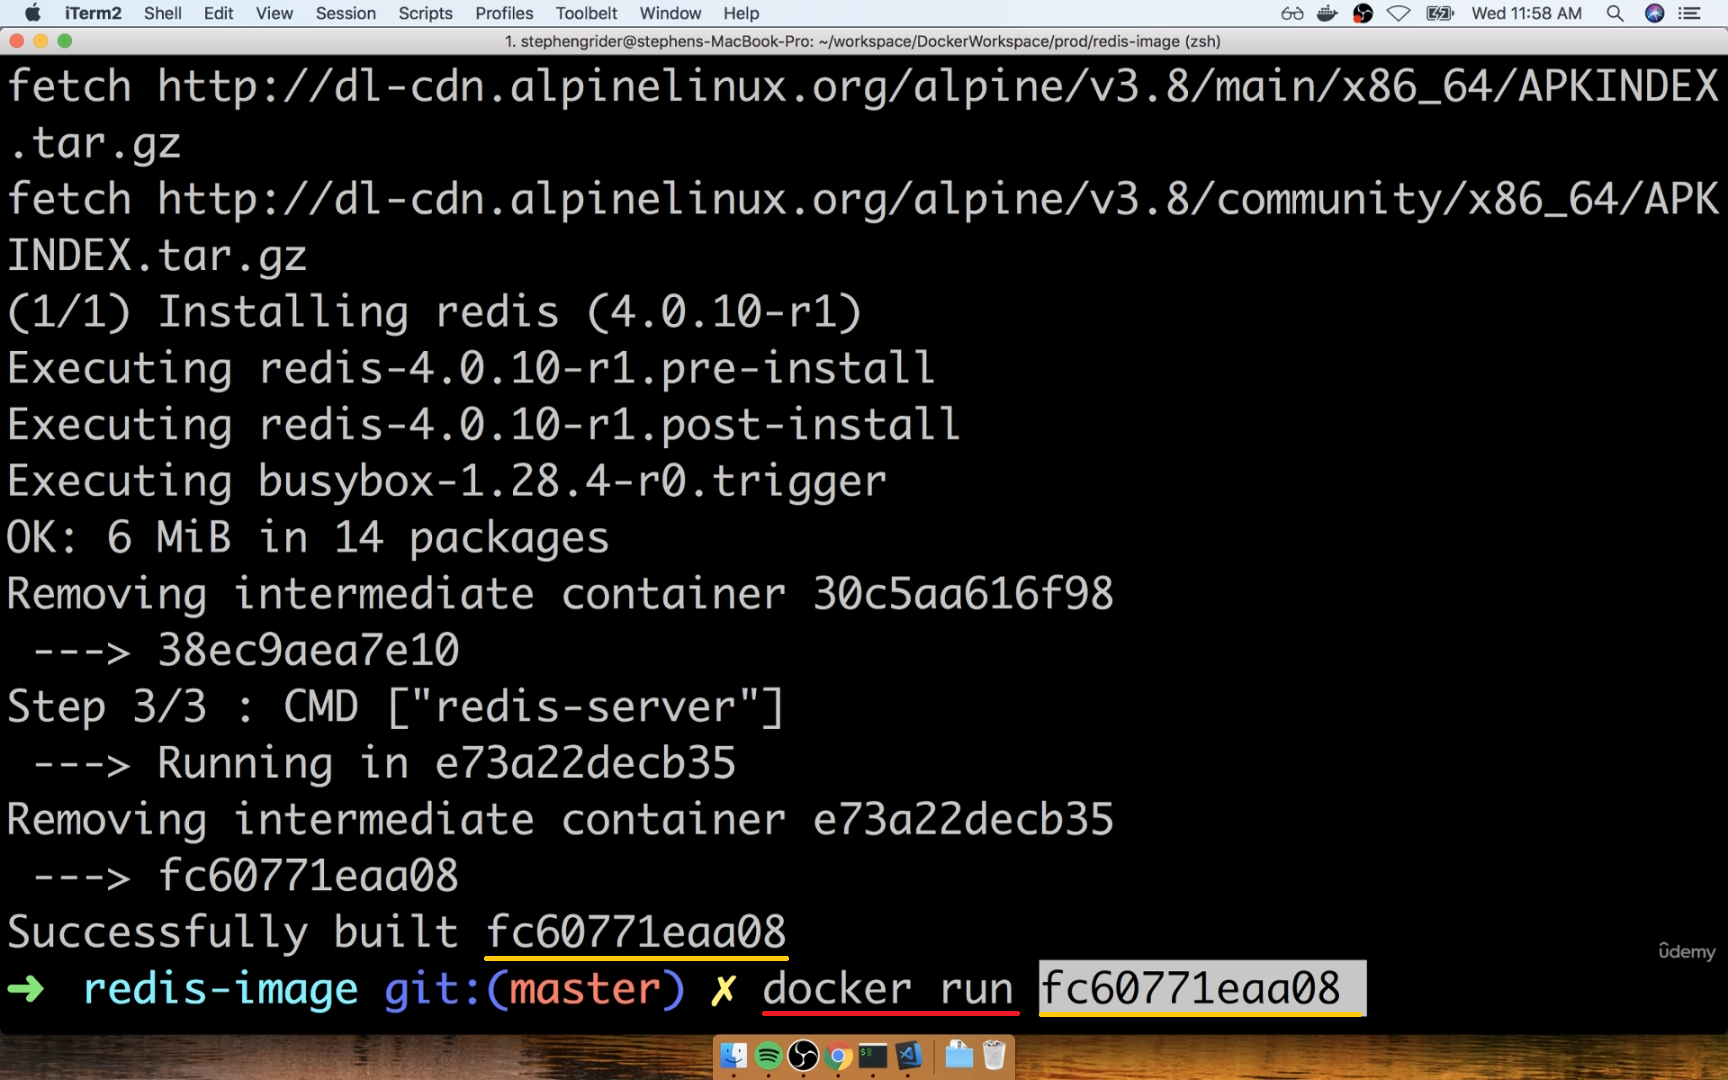 iTerm2 Shell Edit View Session Scripts Profiles Toolbelt Window Help Wed 11:58 AM
1. stephengrider@stephens-MacBook-Pro: ~/workspace/DockerWorkspace/prod/redis-image (zsh)
fetch http://dl-cdn.alpinelinux.org/alpine/v3.8/main/x86_64/APKINDEX
.tar.gz
fetch http://dl-cdn.alpinelinux.org/alpine/v3.8/community/x86_64/APK
INDEX.tar.gz
(1/1) Installing redis (4.0.10-r1)
Executing redis-4.0.10-r1.pre-install
Executing redis-4.0.10-r1.post-install
Executing busybox-1.28.4-r0.trigger
OK: 6 MiB in 14 packages
Removing intermediate container 30c5aa616f98
---> 38ec9aea7e10
Step 3/3 : CMD ["redis-server"]
---> Running in e73a22decb35
Removing intermediate container e73a22decb35
---> fc60771eaa08
Successfully built fc60771eaa08
ûdemy
➜ redis-image git:(master) ✗ docker run fc60771eaa08